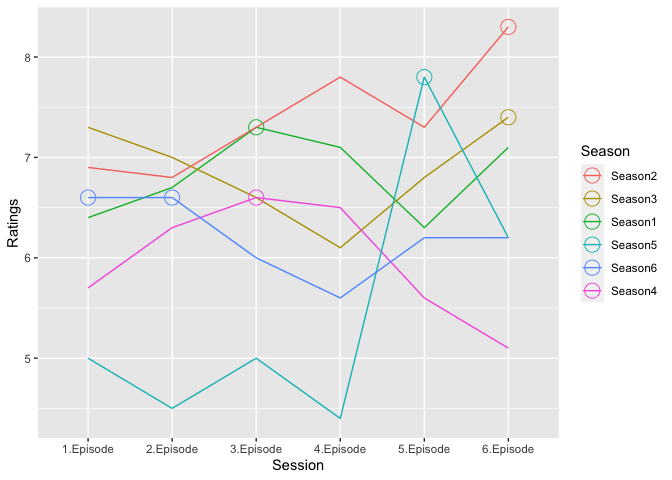 8
7
6
5
Ratings
1.Episode
2.Episode
3.Episode
4.Episode
5.Episode
6.Episode
Session
Season
Season2
Season3
Season1
Season5
Season6
Season4